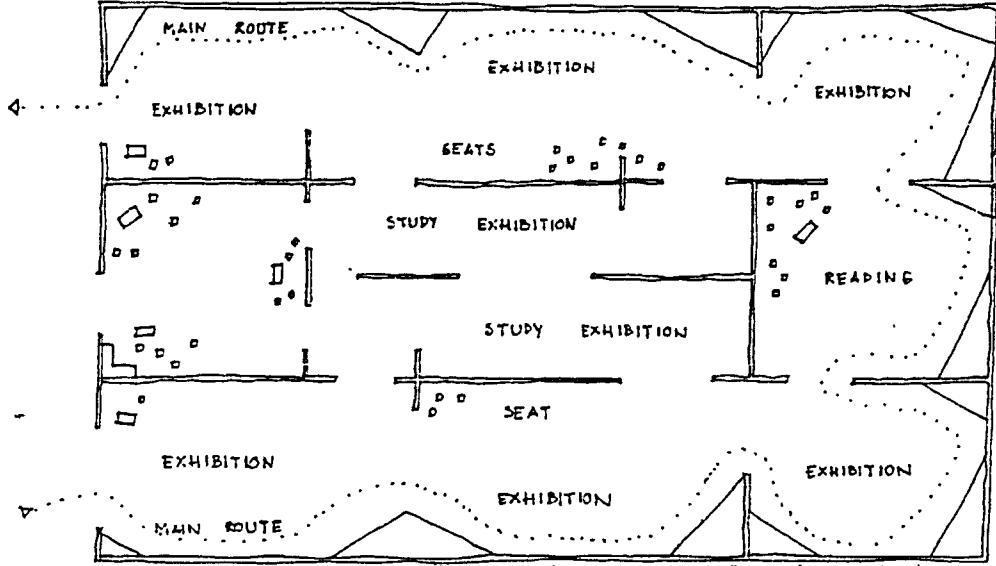 MAIN ROUTE
EXHIBITION
EXHIBITION
EXHIBITION
SEATS
STUDY EXHIBITION
READING
STUDY EXHIBITION
SEAT
EXHIBITION
EXHIBITION
EXHIBITION
MAIN ROUTE